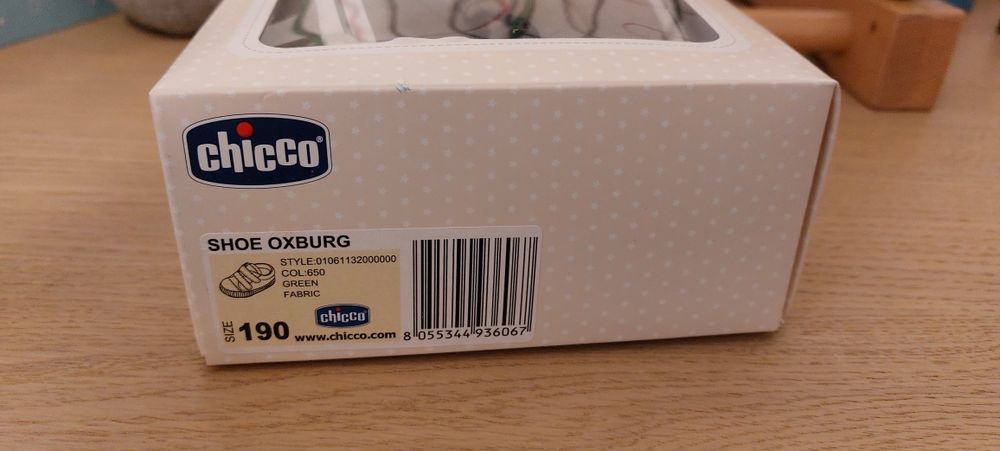 chicco®
SHOE OXBURG
STYLE:01061132000000
COL:650
GREEN
FABRIC
chicco
SIZE 190 www.chicco.com
8 055344 936067